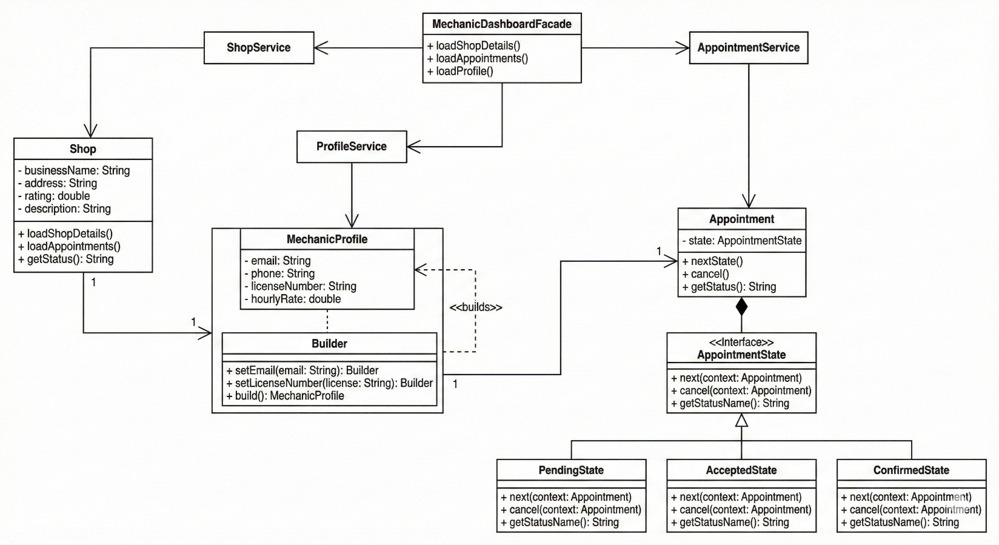 MechanicDashboardFacade
+ loadShopDetails()
+ loadAppointments()
+ loadProfile()
ShopService
AppointmentService
ProfileService
Shop
- businessName: String
- address: String
- rating: double
- description: String
+ loadShopDetails()
+ loadAppointments()
+ getStatus(): String
1
1
MechanicProfile
- email: String
- phone: String
- licenseNumber: String
- hourlyRate: double
<<builds>>
Builder
+ setEmail(email: String): Builder
+ setLicenseNumber(license: String): Builder
+ build(): MechanicProfile
1
1
Appointment
- state: AppointmentState
+ nextState()
+ cancel()
+ getStatus(): String
<<Interface>>
AppointmentState
+ next(context: Appointment)
+ cancel(context: Appointment)
+ getStatusName(): String
PendingState
+ next(context: Appointment)
+ cancel(context: Appointment)
+ getStatusName(): String
AcceptedState
+ next(context: Appointment)
+ cancel(context: Appointment)
+ getStatusName(): String
ConfirmedState
+ next(context: Appointment)
+ cancel(context: Appointment)
+ getStatusName(): String